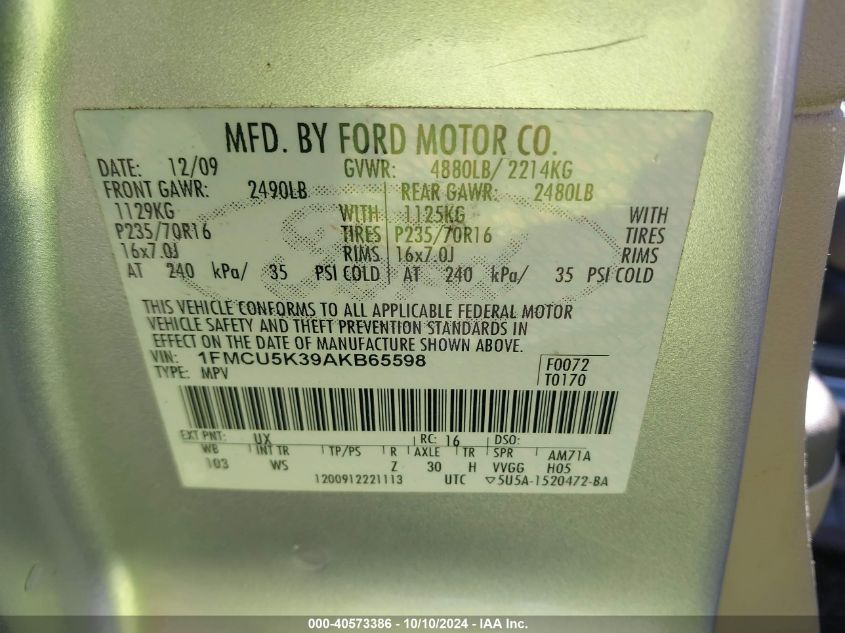 MFD. BY FORD MOTOR CO.
DATE: 12/09 GVWR: 4880LB/ 2214KG
FRONT GAWR: 2490LB REAR GAWR: 2480LB
1129KG WITH 1125KG WITH
P235/70R16 TIRES P235/70R16 TIRES
16x7.0J RIMS 16x7.0J RIMS
AT 240 kPa/ 35 PSI COLD AT 240 kPa/ 35 PSI COLD
THIS VEHICLE CONFORMS TO ALL APPLICABLE FEDERAL MOTOR
VEHICLE SAFETY AND THEFT PREVENTION STANDARDS IN
EFFECT ON THE DATE OF MANUFACTURE SHOWN ABOVE.
VIN: 1FMCU5K39AKB65598 F0072
TYPE: MPV T0170
EXT PNT: UX RC: 16 DSO:
WB INT TR TP/PS R AXLE TR SPR AM71A
103 WS Z 30 H VVGG H05
1200912221113 UTC ▽5U5A-1520472-BA
000-40573386 - 10/10/2024 - IAA Inc.